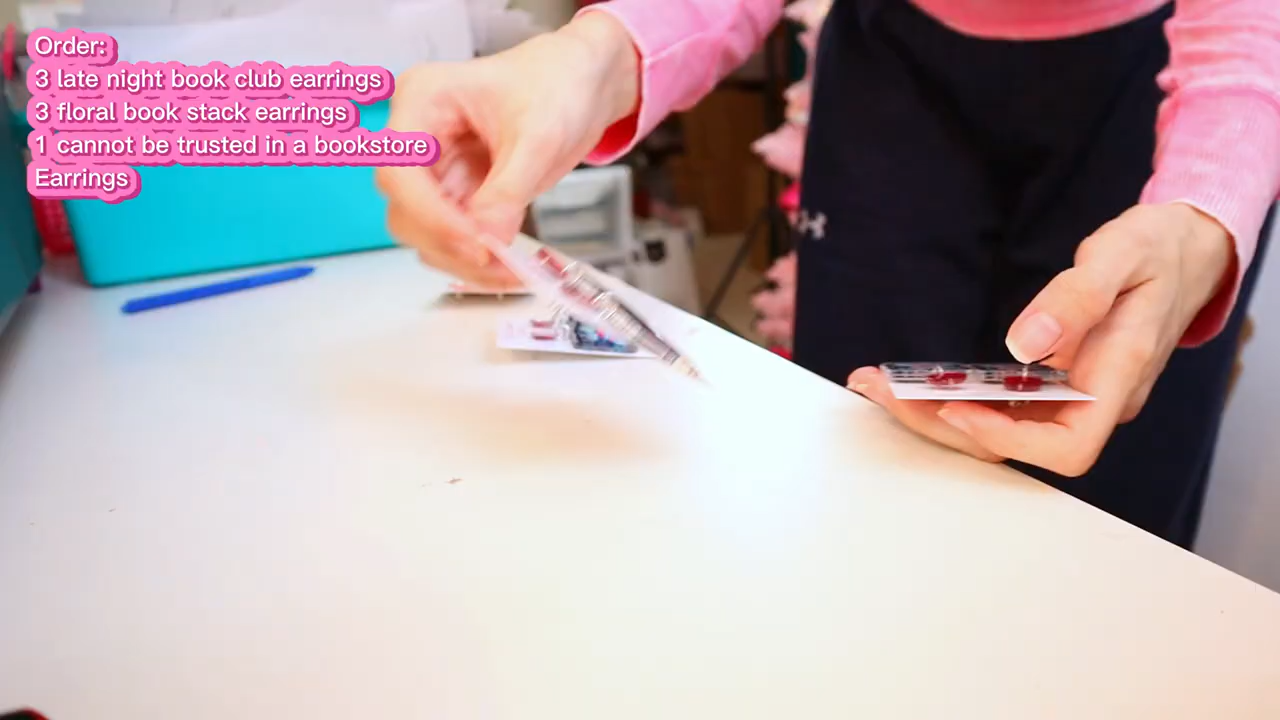 Order:
3 late night book club earrings
3 floral book stack earrings
1 cannot be trusted in a bookstore
Earrings